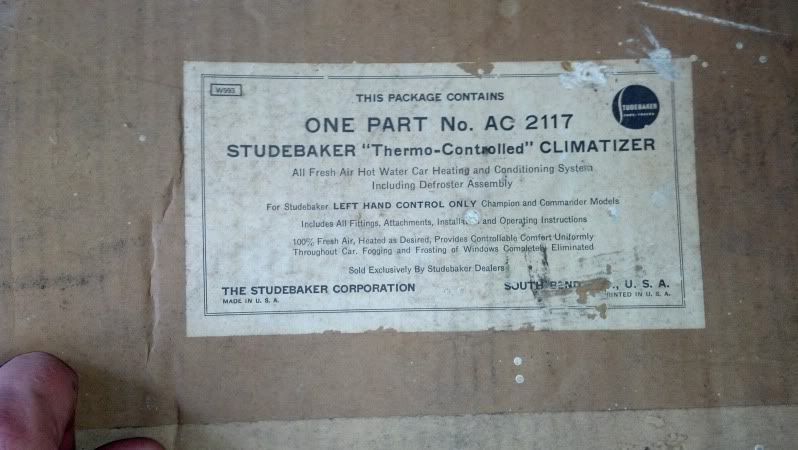 W993
THIS PACKAGE CONTAINS
STUDEBAKER
ONE PART No. AC 2117
STUDEBAKER "Thermo-Controlled" CLIMATIZER
All Fresh Air Hot Water Car Heating and Conditioning System
Including Defroster Assembly
For Studebaker LEFT HAND CONTROL ONLY Champion and Commander Models
Includes All Fittings, Attachments, and Operating Instructions
100% Fresh Air, Heated as Desired, Provides Controllable Comfort Uniformly
Throughout Car. Fogging and Frosting of Windows Completely Eliminated
Sold Exclusively By Studebaker Dealers
THE STUDEBAKER CORPORATION
SOUTH BEND, U. S. A.
MADE IN U. S. A.
PRINTED IN U. S. A.